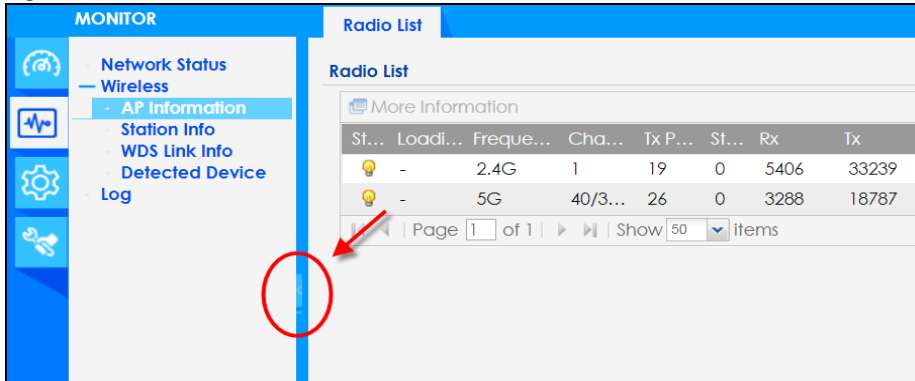 MONITOR
Radio List
Network Status
Wireless
AP Information
Station Info
WDS Link Info
Detected Device
Log
Radio List
More Information
St... Loadi... Freque... Cha... Tx P... St... Rx Tx
- 2.4G 1 19 0 5406 33239
- 5G 40/3... 26 0 3288 18787
Page 1 of 1 Show 50 items